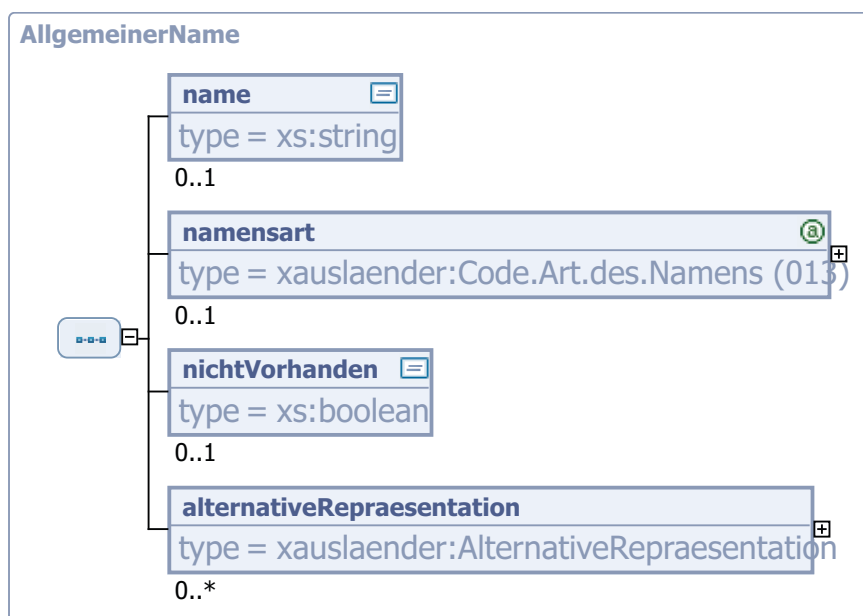 AllgemeinerName
name
type = xs:string
0..1
namensart
type = xauslaender:Code.Art.des.Namens (013)
0..1
nichtVorhanden
type = xs:boolean
0..1
alternativeRepraesentation
type = xauslaender:AlternativeRepraesentation
0..*